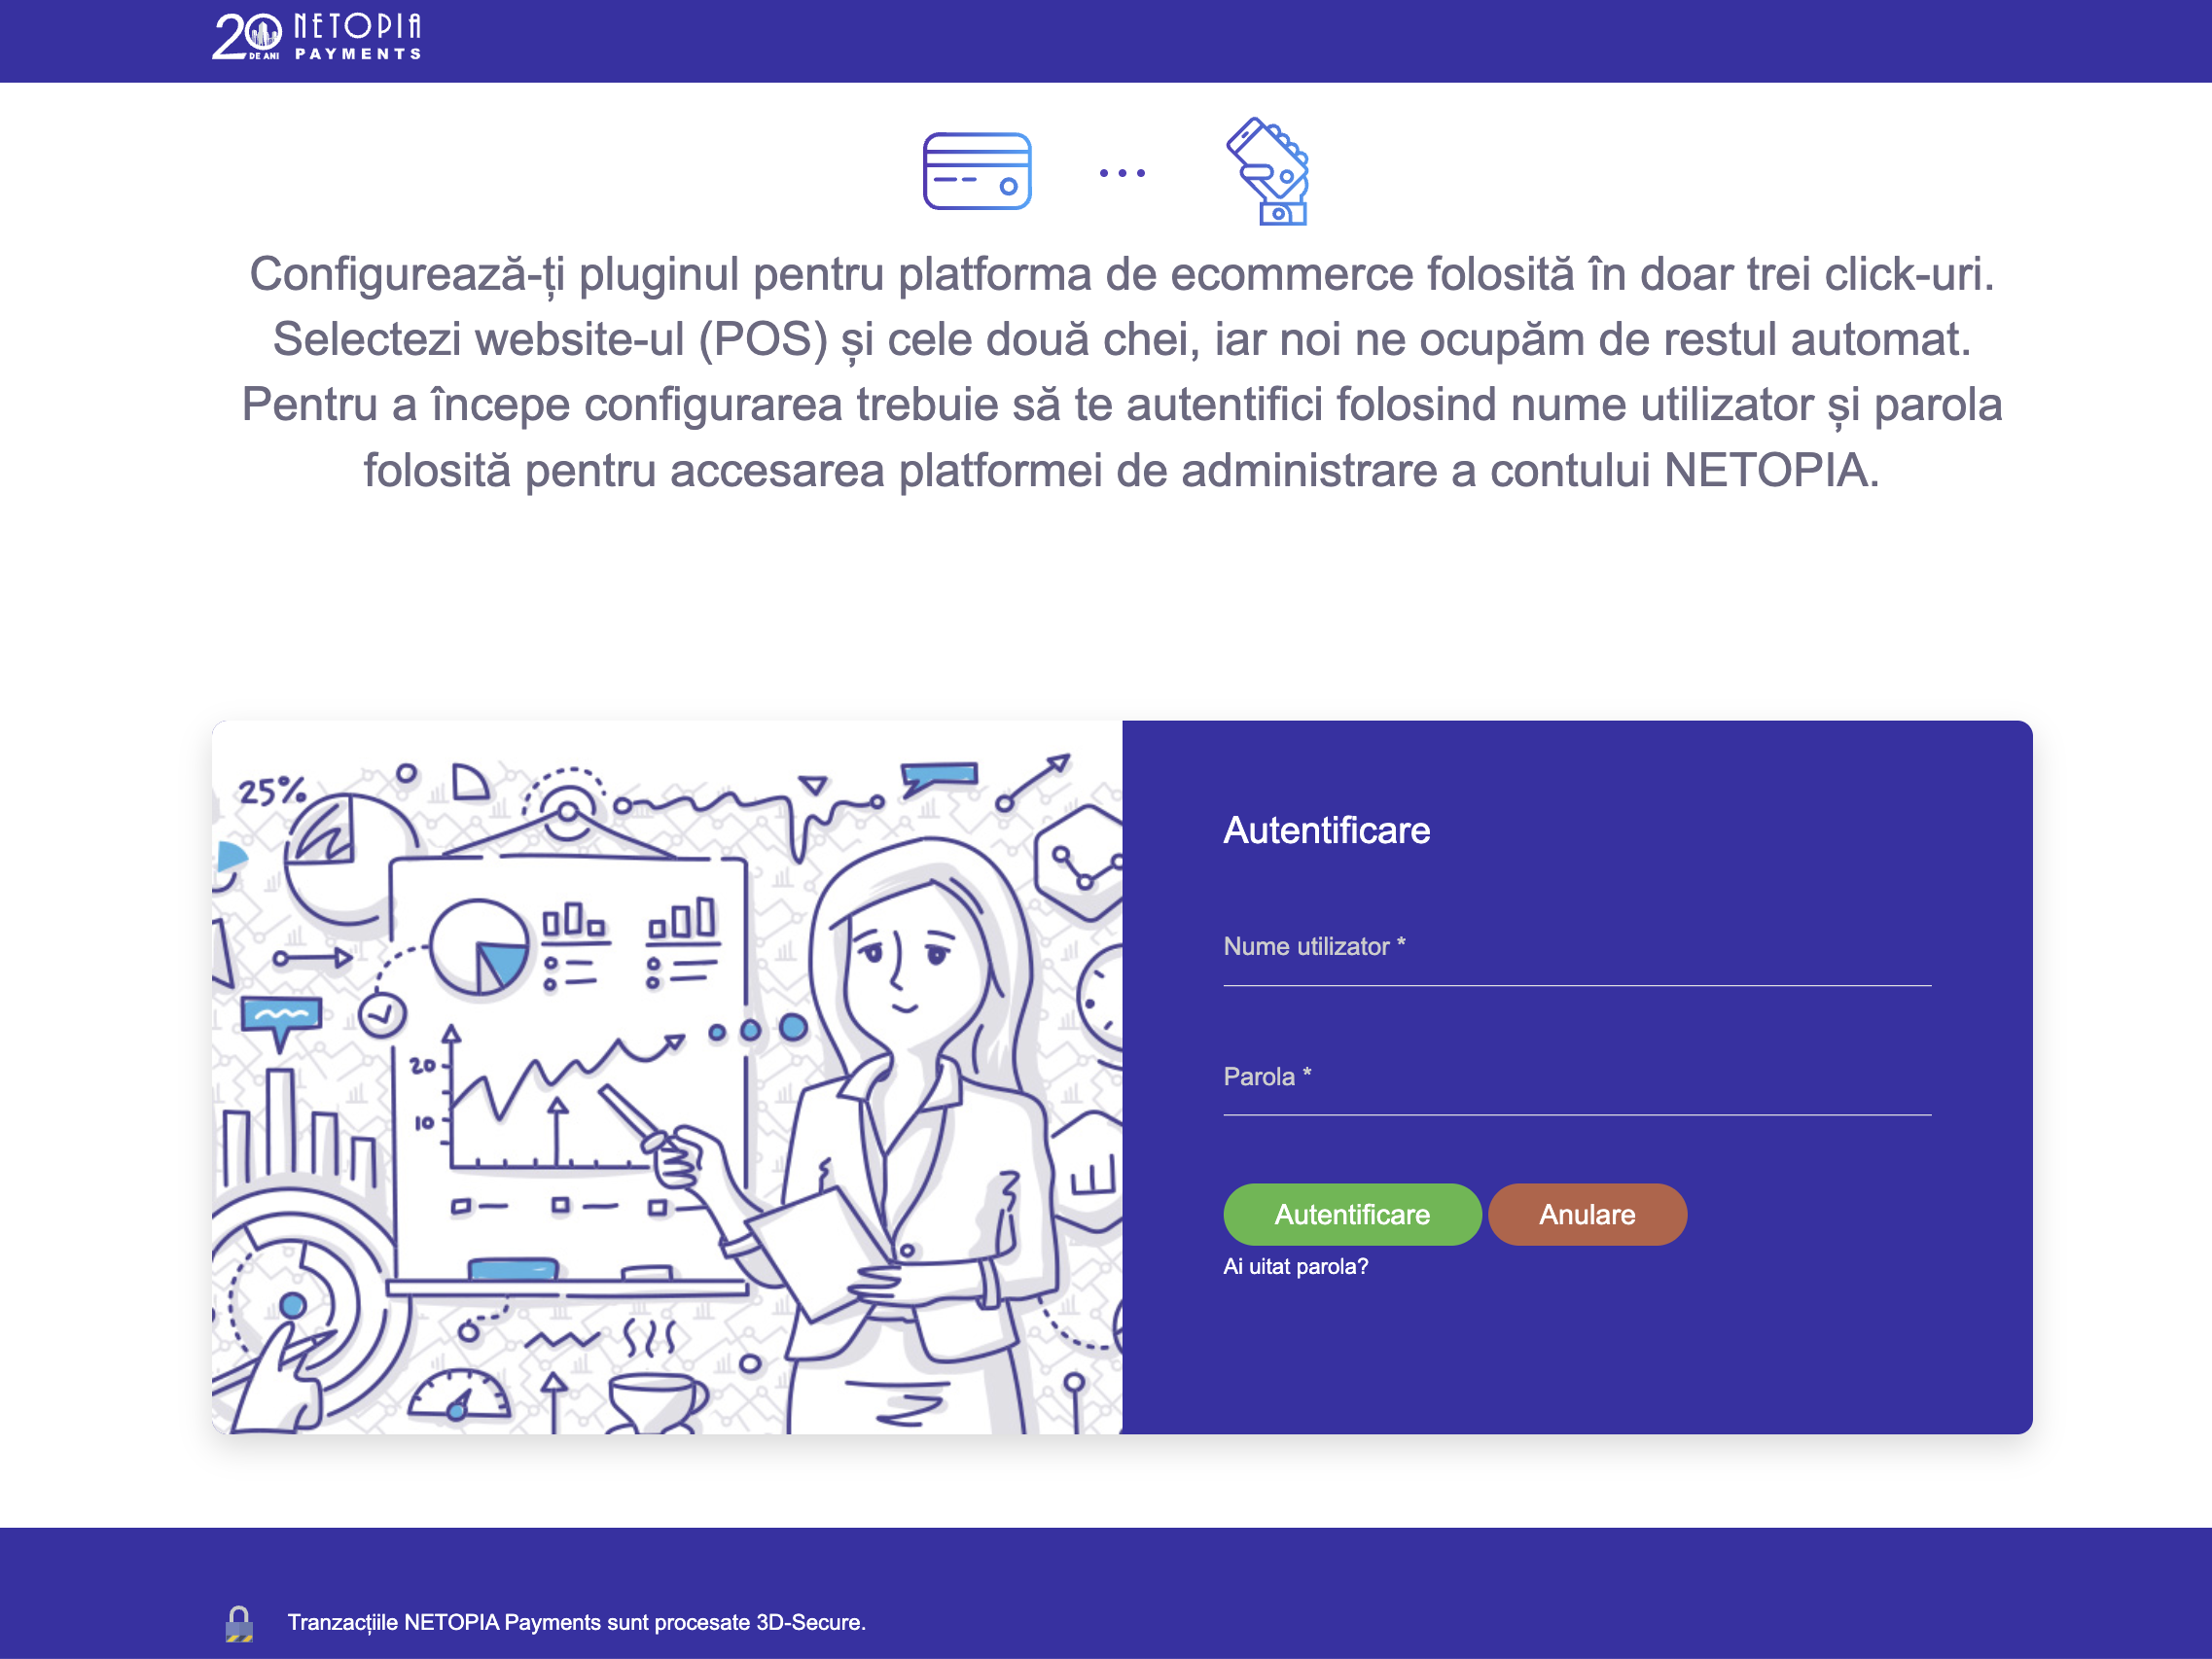 20 DE ANI NETOPIA
PAYMENTS
Configurează-ți pluginul pentru platforma de ecommerce folosită în doar trei click-uri.
Selectezi website-ul (POS) și cele două chei, iar noi ne ocupăm de restul automat.
Pentru a începe configurarea trebuie să te autentifici folosind nume utilizator și parola
folosită pentru accesarea platformei de administrare a contului NETOPIA.
25%
20
10
E
Autentificare
Nume utilizator *
Parola *
Autentificare Anulare
Ai uitat parola?
Tranzacțiile NETOPIA Payments sunt procesate 3D-Secure.